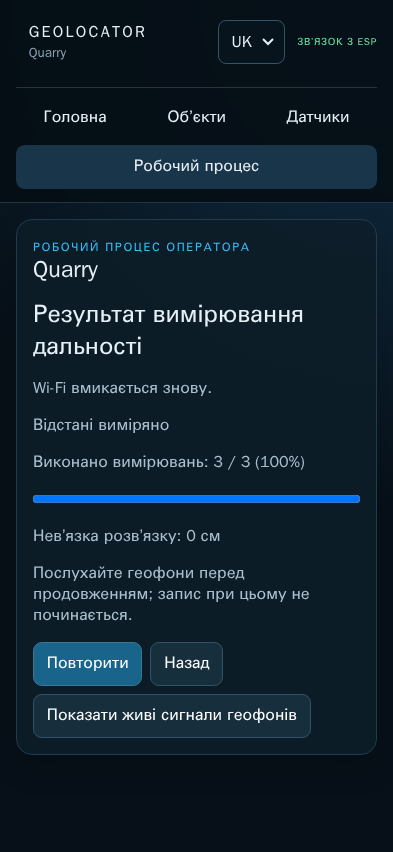 GEOLOCATOR
Quarry
UK
ЗВ'ЯЗОК З ESP
Головна
Об'єкти
Датчики
Робочий процес
РОБОЧИЙ ПРОЦЕС ОПЕРАТОРА
Quarry
Результат вимірювання
дальності
Wi-Fi вмикається знову.
Відстані виміряно
Виконано вимірювань: 3 / 3 (100%)
Нев'язка розв'язку: 0 см
Послухайте геофони перед
продовженням; запис при цьому не
починається.
Повторити
Назад
Показати живі сигнали геофонів